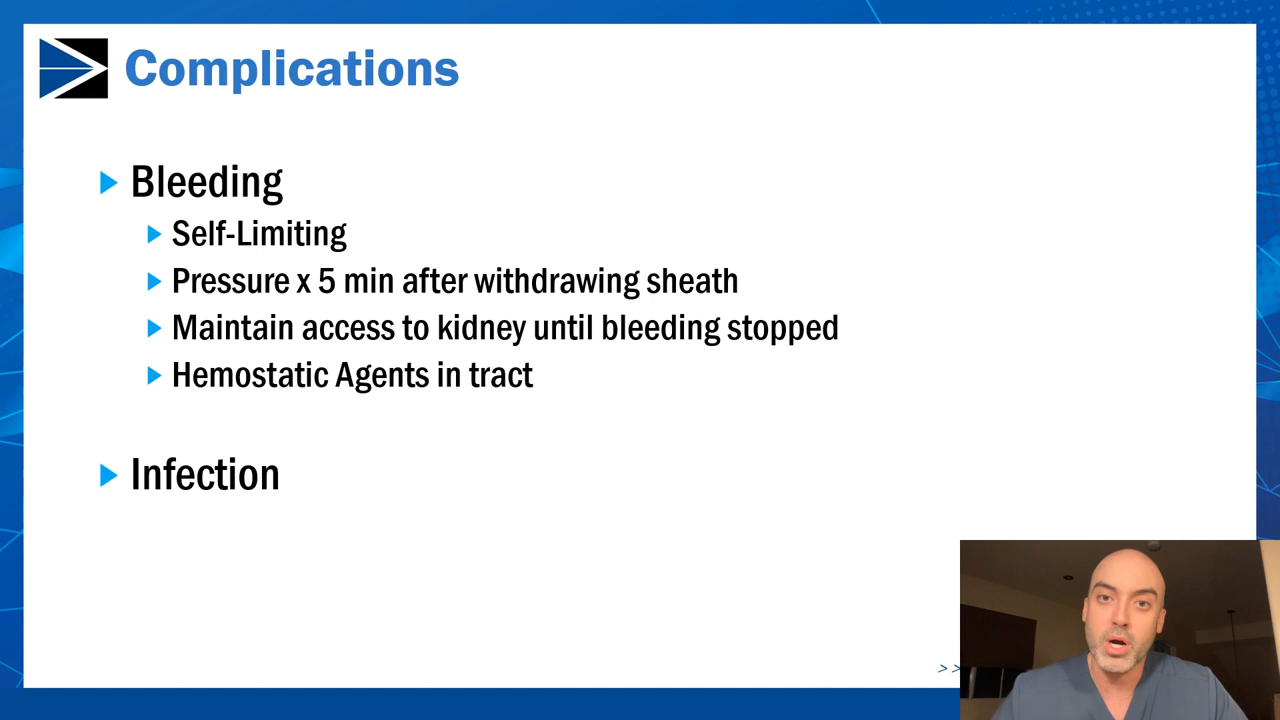 Complications
Bleeding
Self-Limiting
Pressure x 5 min after withdrawing sheath
Maintain access to kidney until bleeding stopped
Hemostatic Agents in tract
Infection
>>